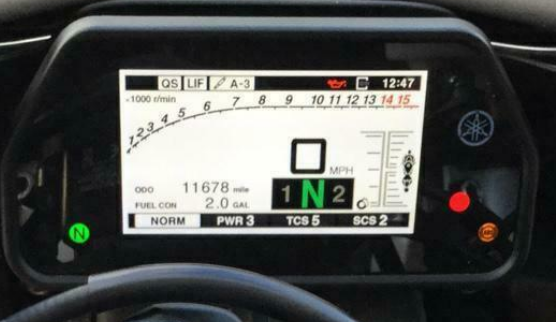 QS LIF A-3 12:47
×1000 r/min
1 2 3 4 5 6 7 8 9 10 11 12 13 14 15
0 MPH
ODO 11678 mile
1 N 2
FUEL CON 2.0 GAL
NORM PWR 3 TCS 5 SCS 2
N